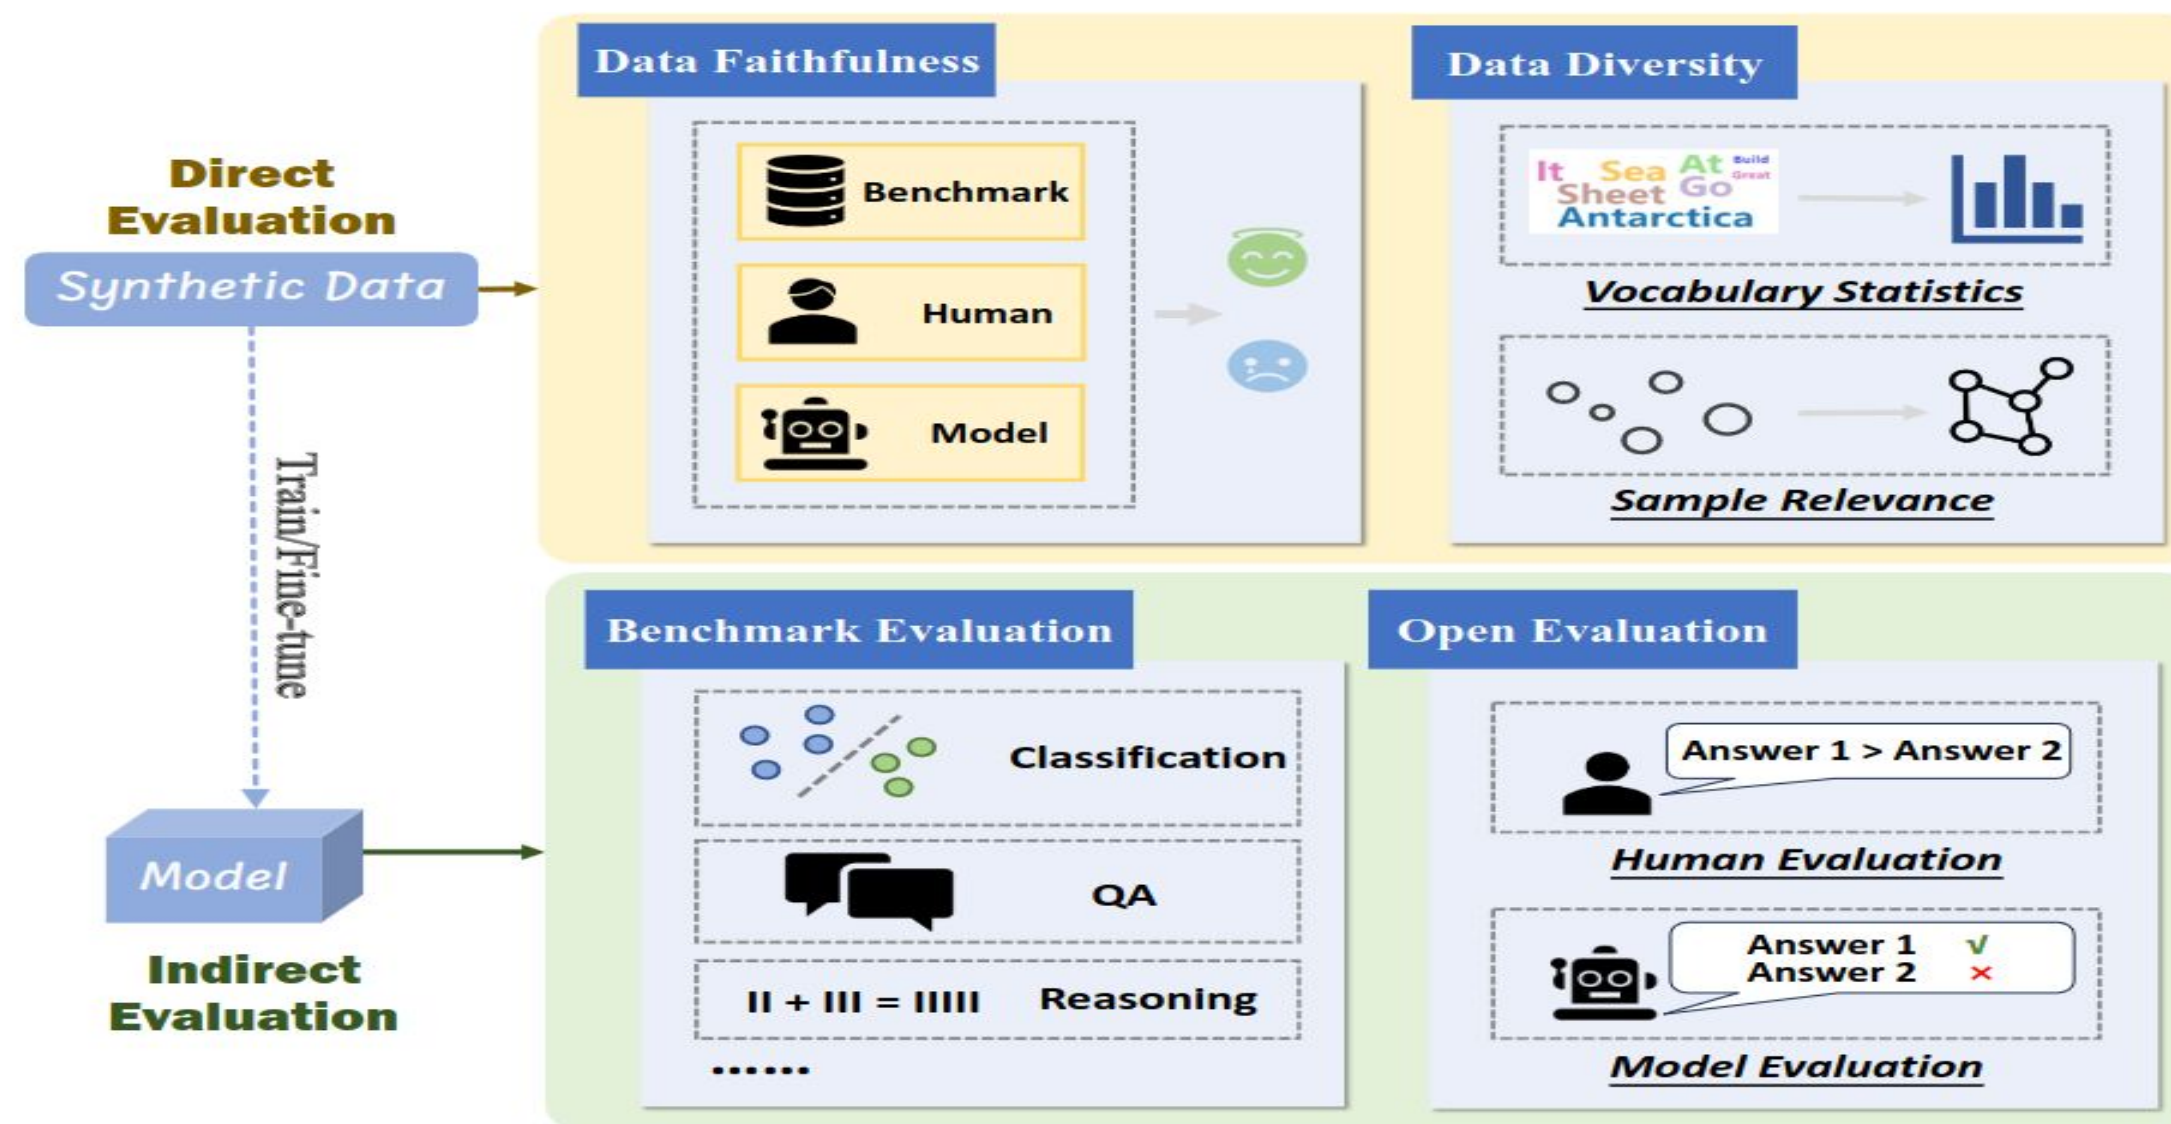 Direct
Evaluation
Synthetic Data
Train/Fine-tune
Model
Indirect
Evaluation
Data Faithfulness
Benchmark
Human
Model
Data Diversity
It Sea At Build
Great
Sheet Go
Antarctica
Vocabulary Statistics
Sample Relevance
Benchmark Evaluation
Classification
QA
II + III = IIIII Reasoning
......
Open Evaluation
Answer 1 > Answer 2
Human Evaluation
Answer 1 √
Answer 2 ×
Model Evaluation